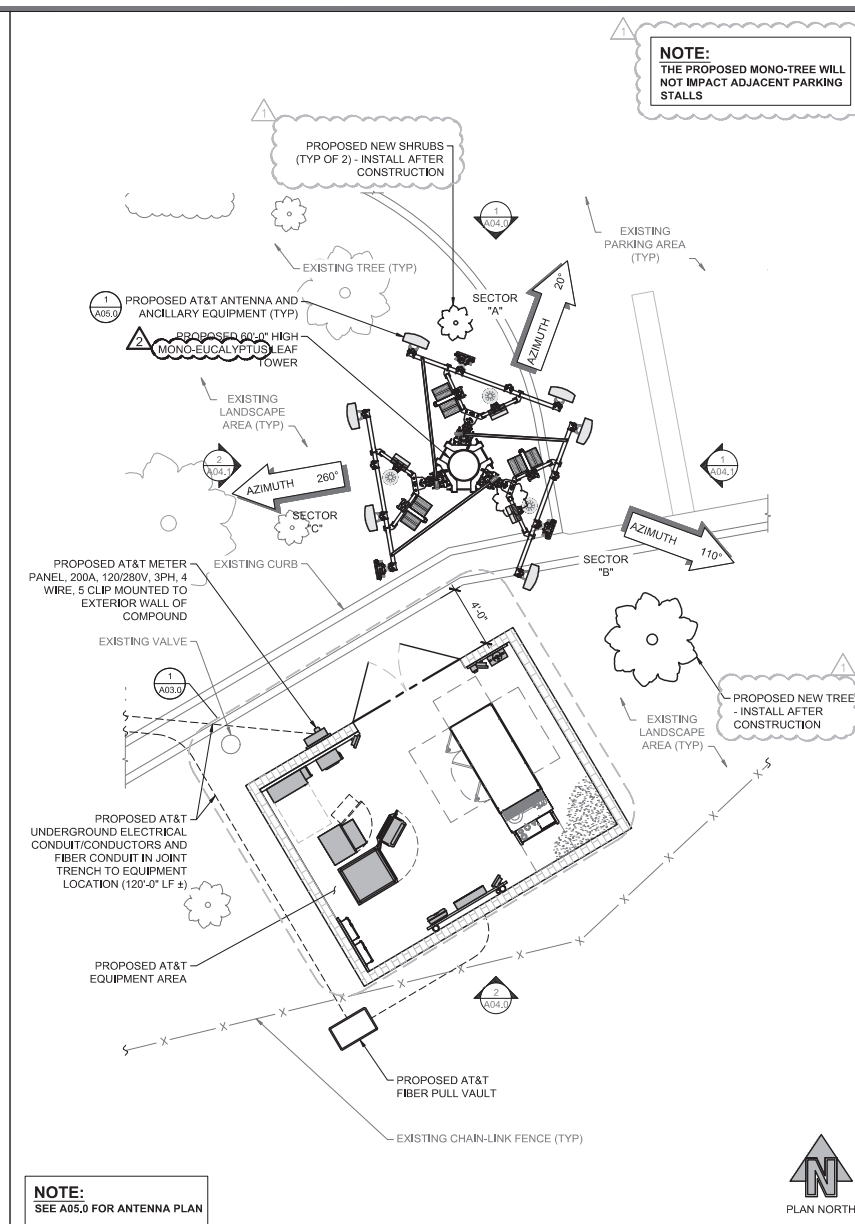 1
NOTE:
THE PROPOSED MONO-TREE WILL
NOT IMPACT ADJACENT PARKING
STALLS
1
PROPOSED NEW SHRUBS
(TYP OF 2) - INSTALL AFTER
CONSTRUCTION
1
A04.0
EXISTING
PARKING AREA
(TYP)
EXISTING TREE (TYP)
SECTOR
"A"
AZIMUTH 20°
1
A05.0
PROPOSED AT&T ANTENNA AND
ANCILLARY EQUIPMENT (TYP)
2
PROPOSED 60'-0" HIGH
MONO-EUCALYPTUS LEAF
TOWER
EXISTING
LANDSCAPE
AREA (TYP)
2
A04.1
1
A04.1
AZIMUTH 260°
SECTOR
"C"
AZIMUTH 110°
SECTOR
"B"
PROPOSED AT&T METER
PANEL, 200A, 120/280V, 3PH, 4
WIRE, 5 CLIP MOUNTED TO
EXTERIOR WALL OF
COMPOUND
EXISTING CURB
4'-0"
EXISTING VALVE
1
A03.0
1
PROPOSED NEW TREE
- INSTALL AFTER
CONSTRUCTION
EXISTING
LANDSCAPE
AREA (TYP)
PROPOSED AT&T
UNDERGROUND ELECTRICAL
CONDUIT/CONDUCTORS AND
FIBER CONDUIT IN JOINT
TRENCH TO EQUIPMENT
LOCATION (120'-0" LF ±)
PROPOSED AT&T
EQUIPMENT AREA
2
A04.0
PROPOSED AT&T
FIBER PULL VAULT
EXISTING CHAIN-LINK FENCE (TYP)
NOTE:
SEE A05.0 FOR ANTENNA PLAN
N
PLAN NORTH